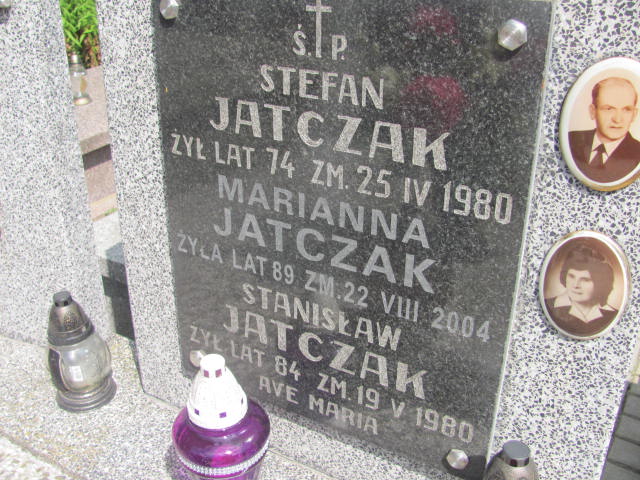 Ś.P.
STEFAN
JATCZAK
ŻYŁ LAT 74 ZM. 25 IV 1980
MARIANNA
JATCZAK
ŻYŁA LAT 89 ZM. 22 VIII 2004
STANISŁAW
JATCZAK
ŻYŁ LAT 84 ZM. 19 V 1980
AVE MARIA